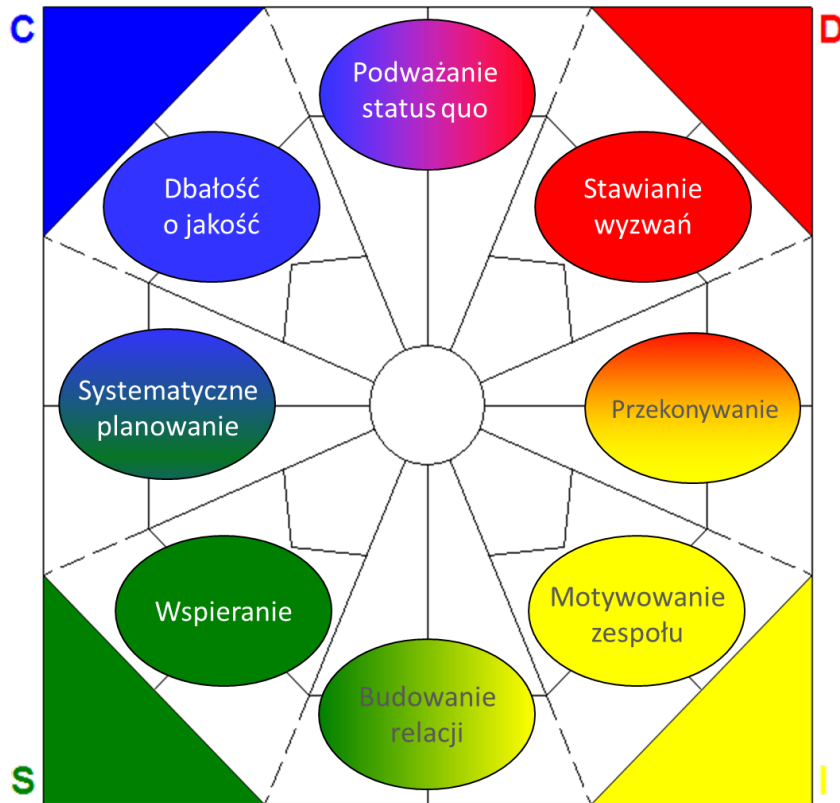 C
D
Podważanie
status quo
Dbałość
o jakość
Stawianie
wyzwań
Systematyczne
planowanie
Przekonywanie
Wspieranie
Motywowanie
zespołu
Budowanie
relacji
S
I